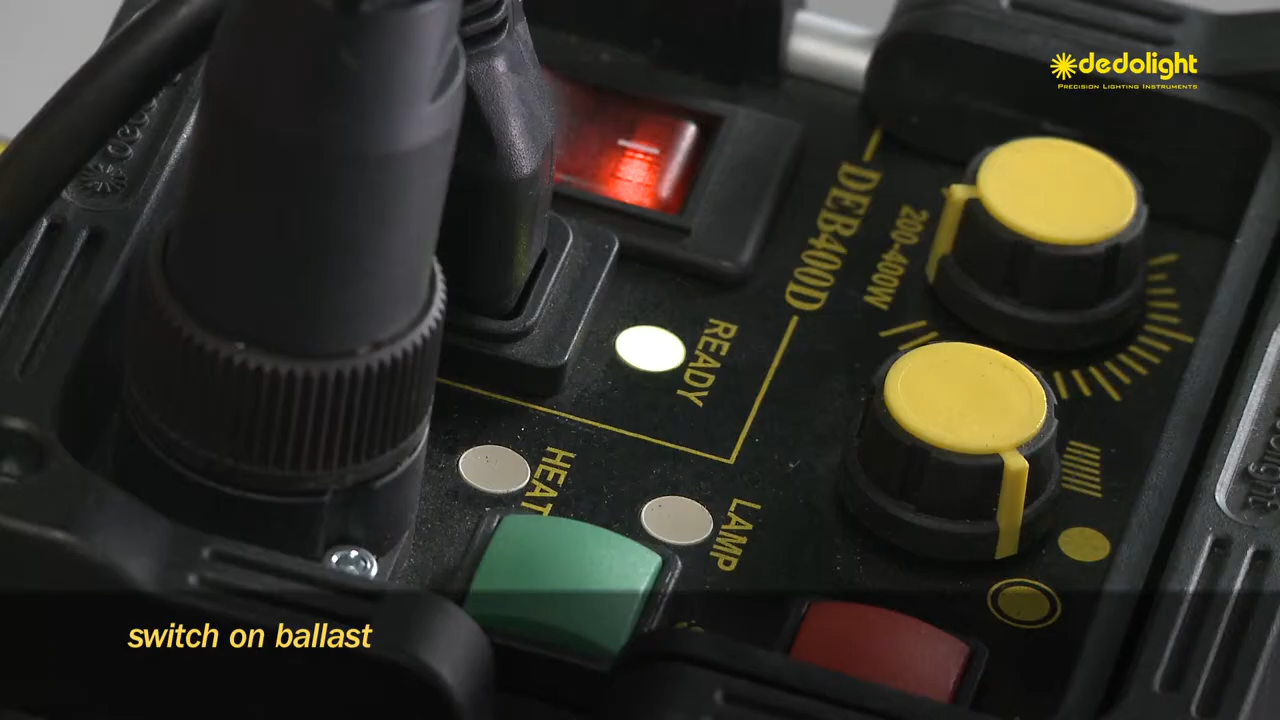 dedolight
PRECISION LIGHTING INSTRUMENTS
DEB400D
200-400W
READY
HEAT
LAMP
switch on ballast